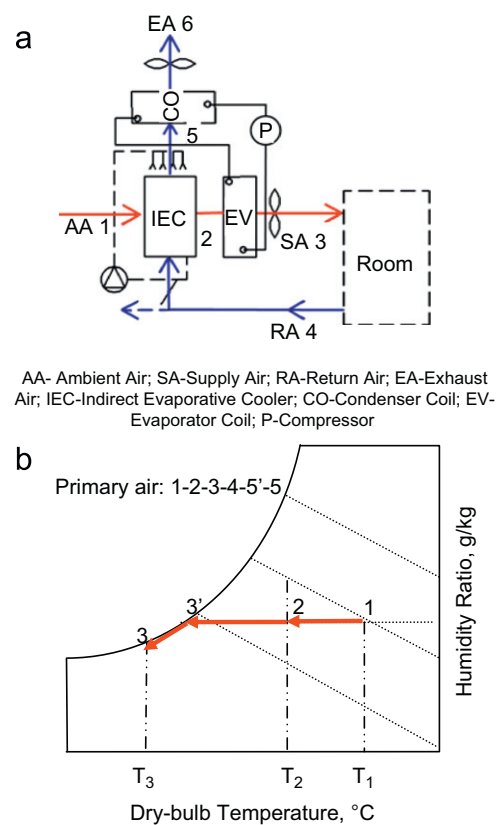 a
EA 6
CO
P
5
AA 1
IEC
2
EV
SA 3
Room
RA 4
AA- Ambient Air; SA-Supply Air; RA-Return Air; EA-Exhaust
Air; IEC-Indirect Evaporative Cooler; CO-Condenser Coil; EV-
Evaporator Coil; P-Compressor
b
Primary air: 1-2-3-4-5'-5
3'
2
1
3
Humidity Ratio, g/kg
T3
T2
T1
Dry-bulb Temperature, °C